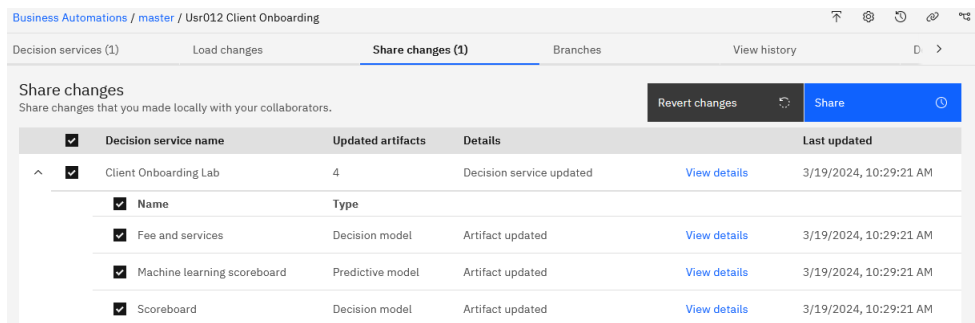 Business Automations / master / Usr012 Client Onboarding
Decision services (1) Load changes Share changes (1) Branches View history D
Share changes
Share changes that you made locally with your collaborators.
Revert changes Share
Decision service name Updated artifacts Details Last updated
Client Onboarding Lab 4 Decision service updated View details 3/19/2024, 10:29:21 AM
Name Type
Fee and services Decision model Artifact updated View details 3/19/2024, 10:29:21 AM
Machine learning scoreboard Predictive model Artifact updated View details 3/19/2024, 10:29:21 AM
Scoreboard Decision model Artifact updated View details 3/19/2024, 10:29:21 AM